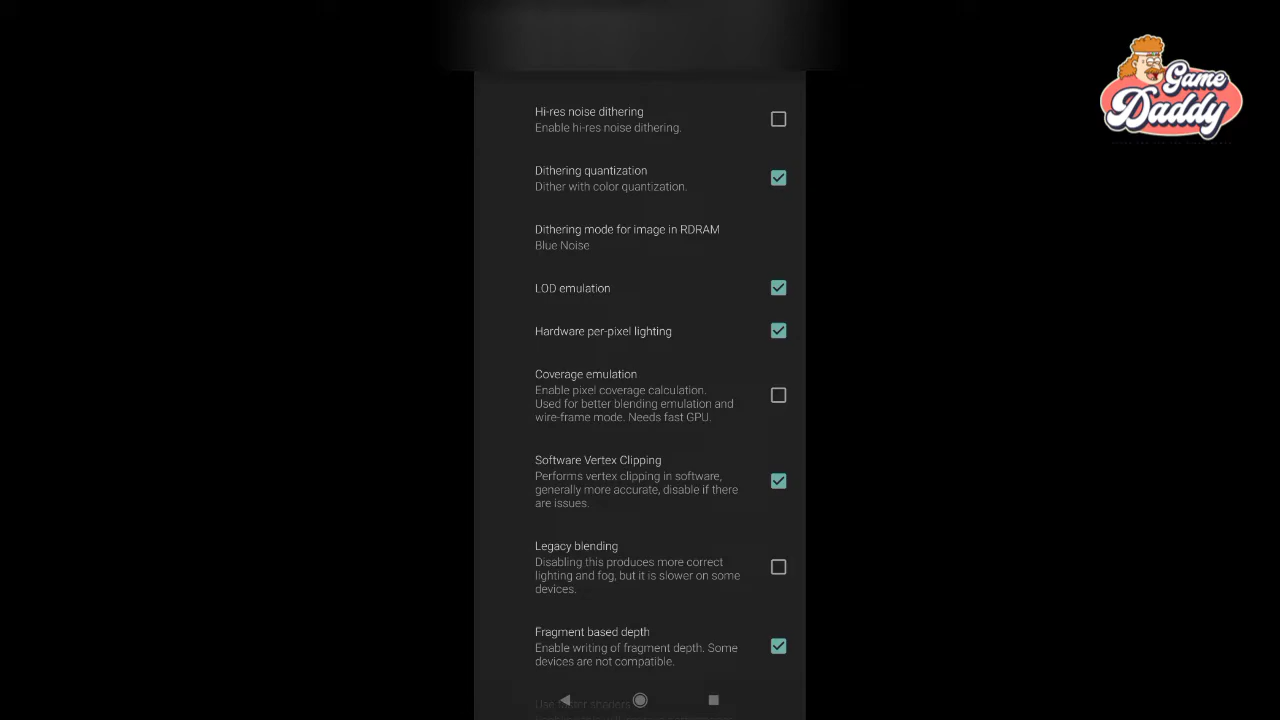 Game
Daddy
Hi-res noise dithering
Enable hi-res noise dithering.
Dithering quantization
Dither with color quantization.
Dithering mode for image in RDRAM
Blue Noise
LOD emulation
Hardware per-pixel lighting
Coverage emulation
Enable pixel coverage calculation.
Used for better blending emulation and
wire-frame mode. Needs fast GPU.
Software Vertex Clipping
Performs vertex clipping in software,
generally more accurate, disable if there
are issues.
Legacy blending
Disabling this produces more correct
lighting and fog, but it is slower on some
devices.
Fragment based depth
Enable writing of fragment depth. Some
devices are not compatible.
Use faster shaders